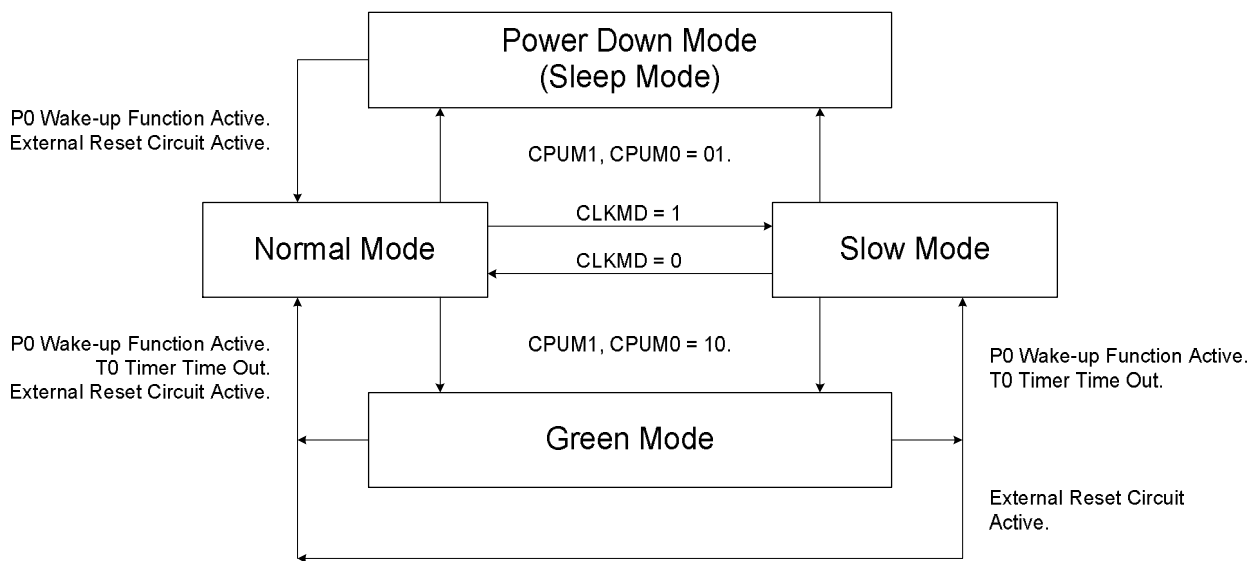 Power Down Mode
(Sleep Mode)
P0 Wake-up Function Active.
External Reset Circuit Active.
CPUM1, CPUM0 = 01.
Normal Mode
CLKMD = 1
CLKMD = 0
Slow Mode
P0 Wake-up Function Active.
T0 Timer Time Out.
External Reset Circuit Active.
CPUM1, CPUM0 = 10.
P0 Wake-up Function Active.
T0 Timer Time Out.
Green Mode
External Reset Circuit
Active.